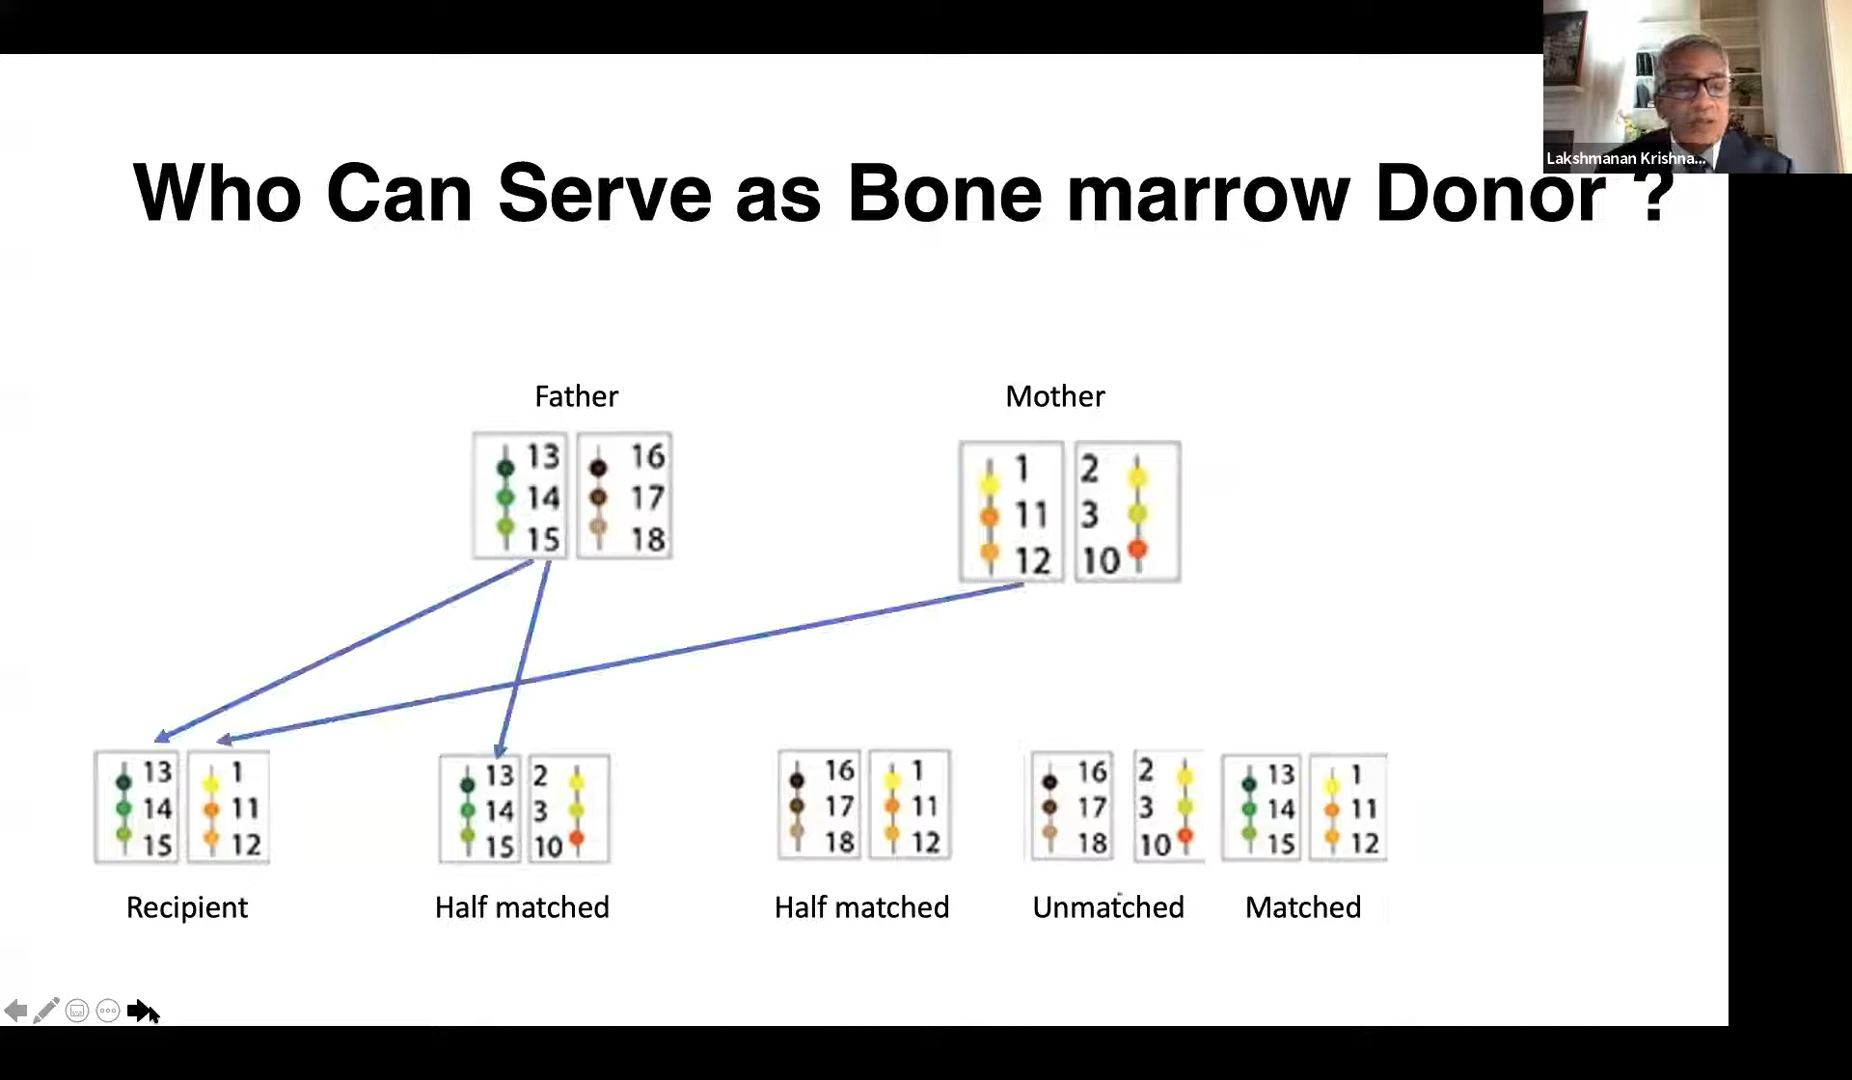 Lakshmanan Krishna...
Who Can Serve as Bone marrow Donor ?
Father
Mother
13 16 1 2
14 17 11 3
15 18 12 10
13 1 13 2 16 1 16 2 13 1
14 11 14 3 17 11 17 3 14 11
15 12 15 10 18 12 18 10 15 12
Recipient Half matched Half matched Unmatched Matched